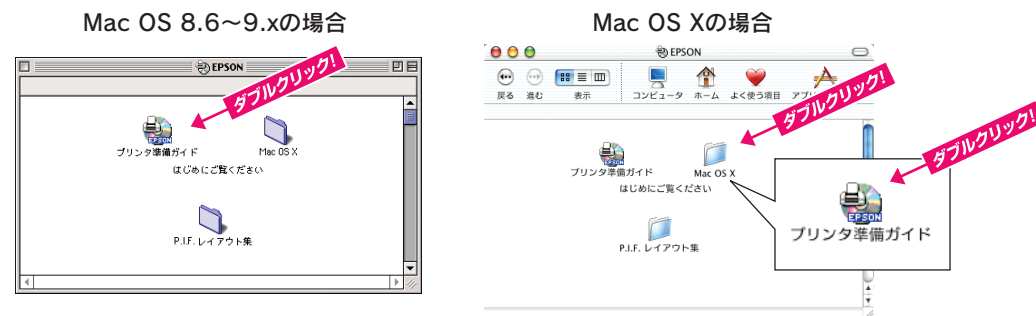 Mac OS 8.6～9.xの場合
EPSON
ダブルクリック!
プリンタ準備ガイド
Mac OS X
はじめにご覧ください
P.I.F. レイアウト集
Mac OS Xの場合
EPSON
戻る 進む 表示 コンピュータ ホーム よく使う項目 アプリ
ダブルクリック!
プリンタ準備ガイド
Mac OS X
はじめにご覧ください
P.I.F. レイアウト集
ダブルクリック!
EPSON
プリンタ準備ガイド